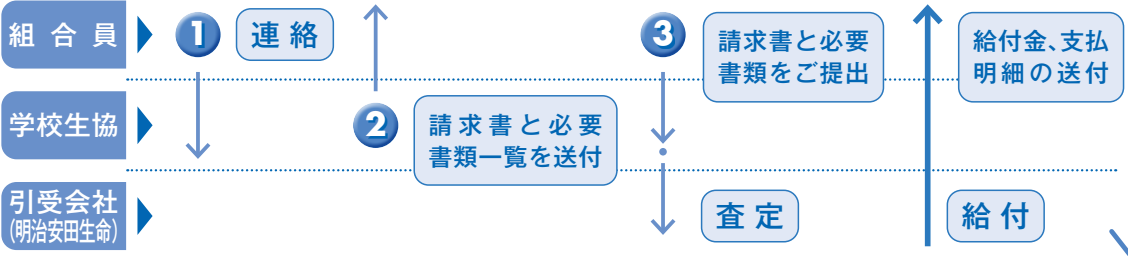 組合員
1
連絡
3
請求書と必要
書類をご提出
給付金、支払
明細の送付
学校生協
2
請求書と必要
書類一覧を送付
引受会社
(明治安田生命)
査定
給付